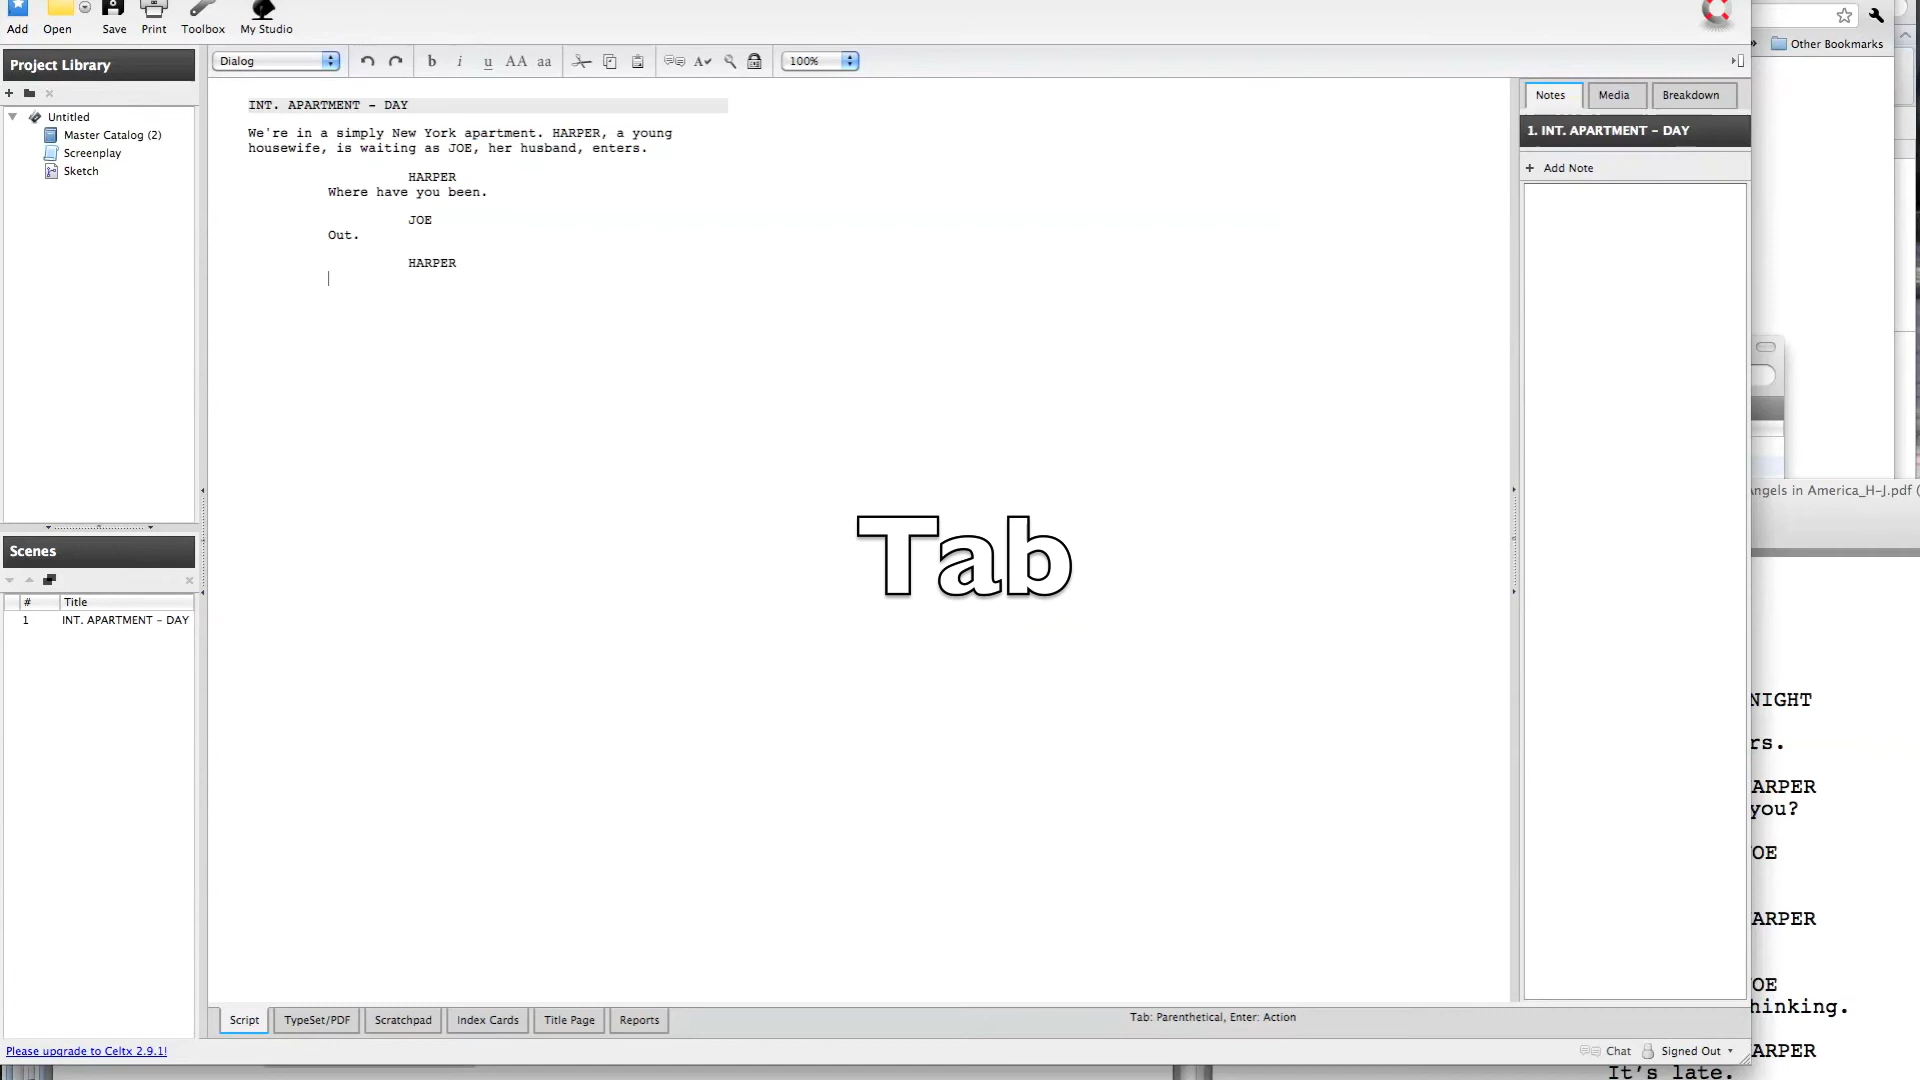 Add Open Save Print Toolbox My Studio
Other Bookmarks
Project Library
Dialog
b i u AA aa
100%
Untitled
Master Catalog (2)
Screenplay
Sketch
INT. APARTMENT - DAY
We're in a simply New York apartment. HARPER, a young
housewife, is waiting as JOE, her husband, enters.
HARPER
Where have you been.
JOE
Out.
HARPER
Notes Media Breakdown
1. INT. APARTMENT - DAY
+ Add Note
Tab
ngels in America_H-J.pdf (
Scenes
# Title
1 INT. APARTMENT - DAY
NIGHT
rs.
ARPER
you?
OE
ARPER
OE
hinking.
ARPER
It's late.
Script TypeSet/PDF Scratchpad Index Cards Title Page Reports
Tab: Parenthetical, Enter: Action
Please upgrade to Celtx 2.9.1!
Chat Signed Out